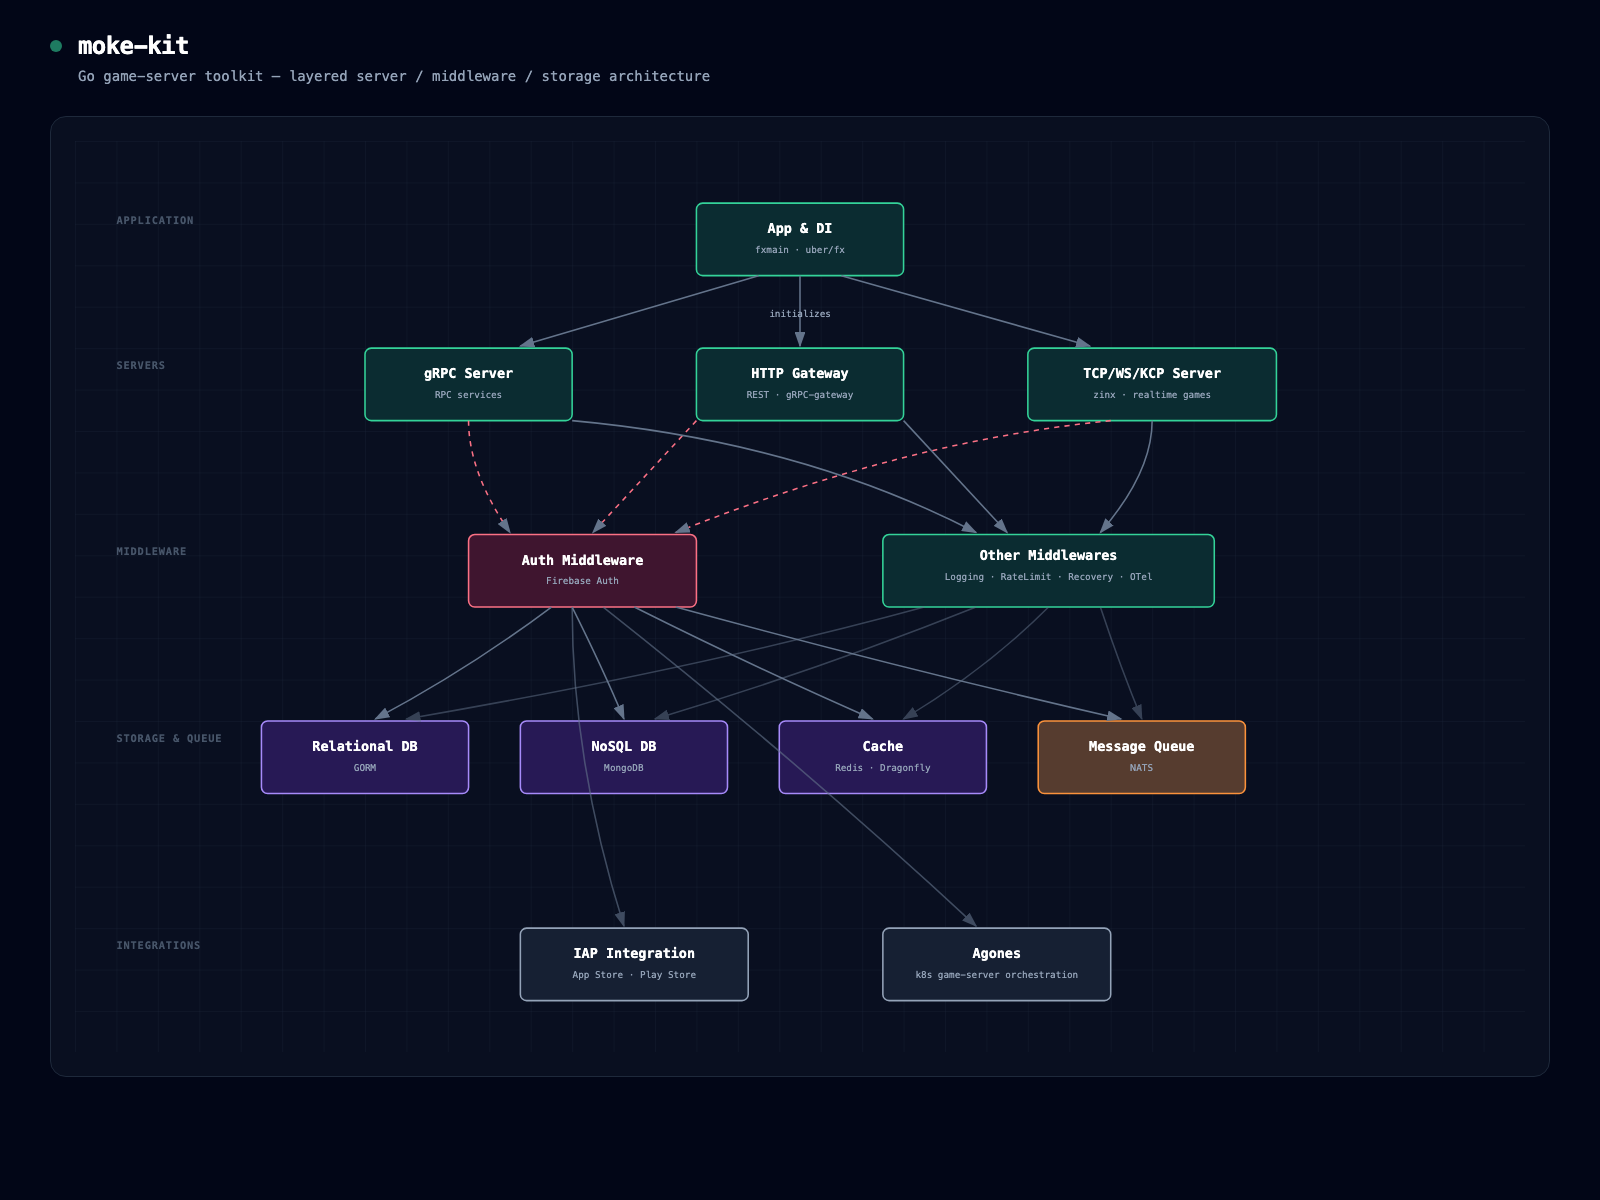 moke-kit
Go game-server toolkit — layered server / middleware / storage architecture
APPLICATION
App & DI
fxmain · uber/fx
initializes
SERVERS
gRPC Server
RPC services
HTTP Gateway
REST · gRPC-gateway
TCP/WS/KCP Server
zinx · realtime games
MIDDLEWARE
Auth Middleware
Firebase Auth
Other Middlewares
Logging · RateLimit · Recovery · OTel
STORAGE & QUEUE
Relational DB
GORM
NoSQL DB
MongoDB
Cache
Redis · Dragonfly
Message Queue
NATS
INTEGRATIONS
IAP Integration
App Store · Play Store
Agones
k8s game-server orchestration